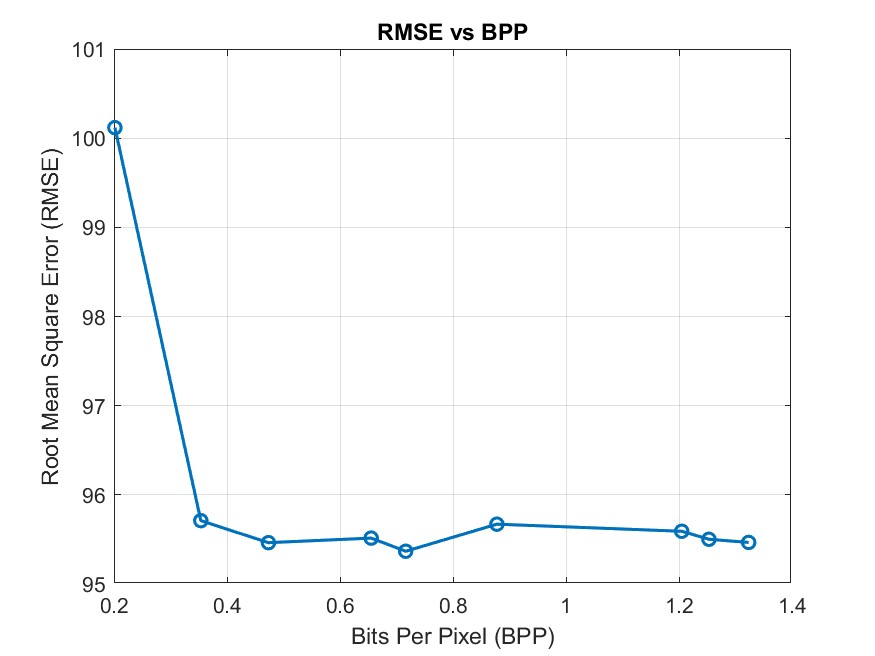 RMSE vs BPP
101
100
99
98
97
96
95
Root Mean Square Error (RMSE)
0.2 0.4 0.6 0.8 1 1.2 1.4
Bits Per Pixel (BPP)